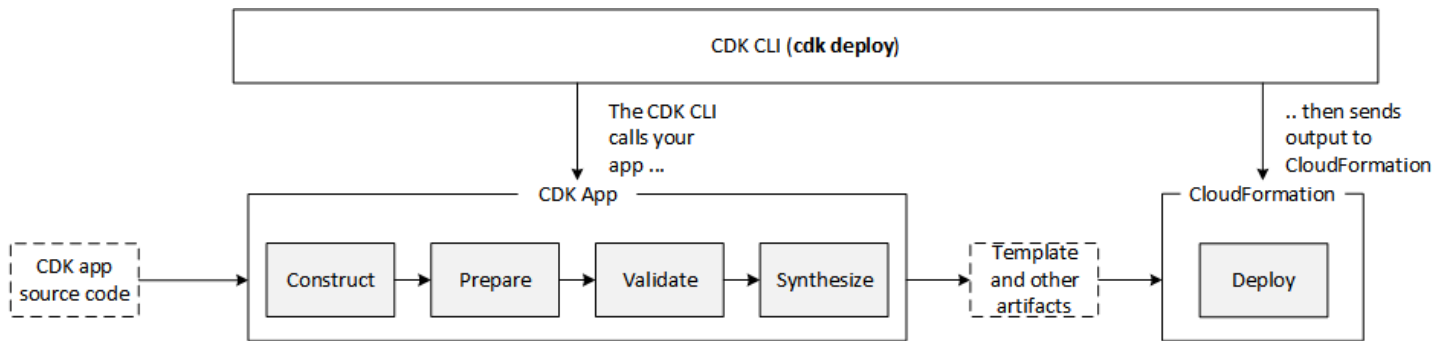 CDK CLI (cdk deploy)
The CDK CLI
calls your
app ...
.. then sends
output to
CloudFormation
CDK App
CloudFormation
CDK app
source code
Construct
Prepare
Validate
Synthesize
Template
and other
artifacts
Deploy